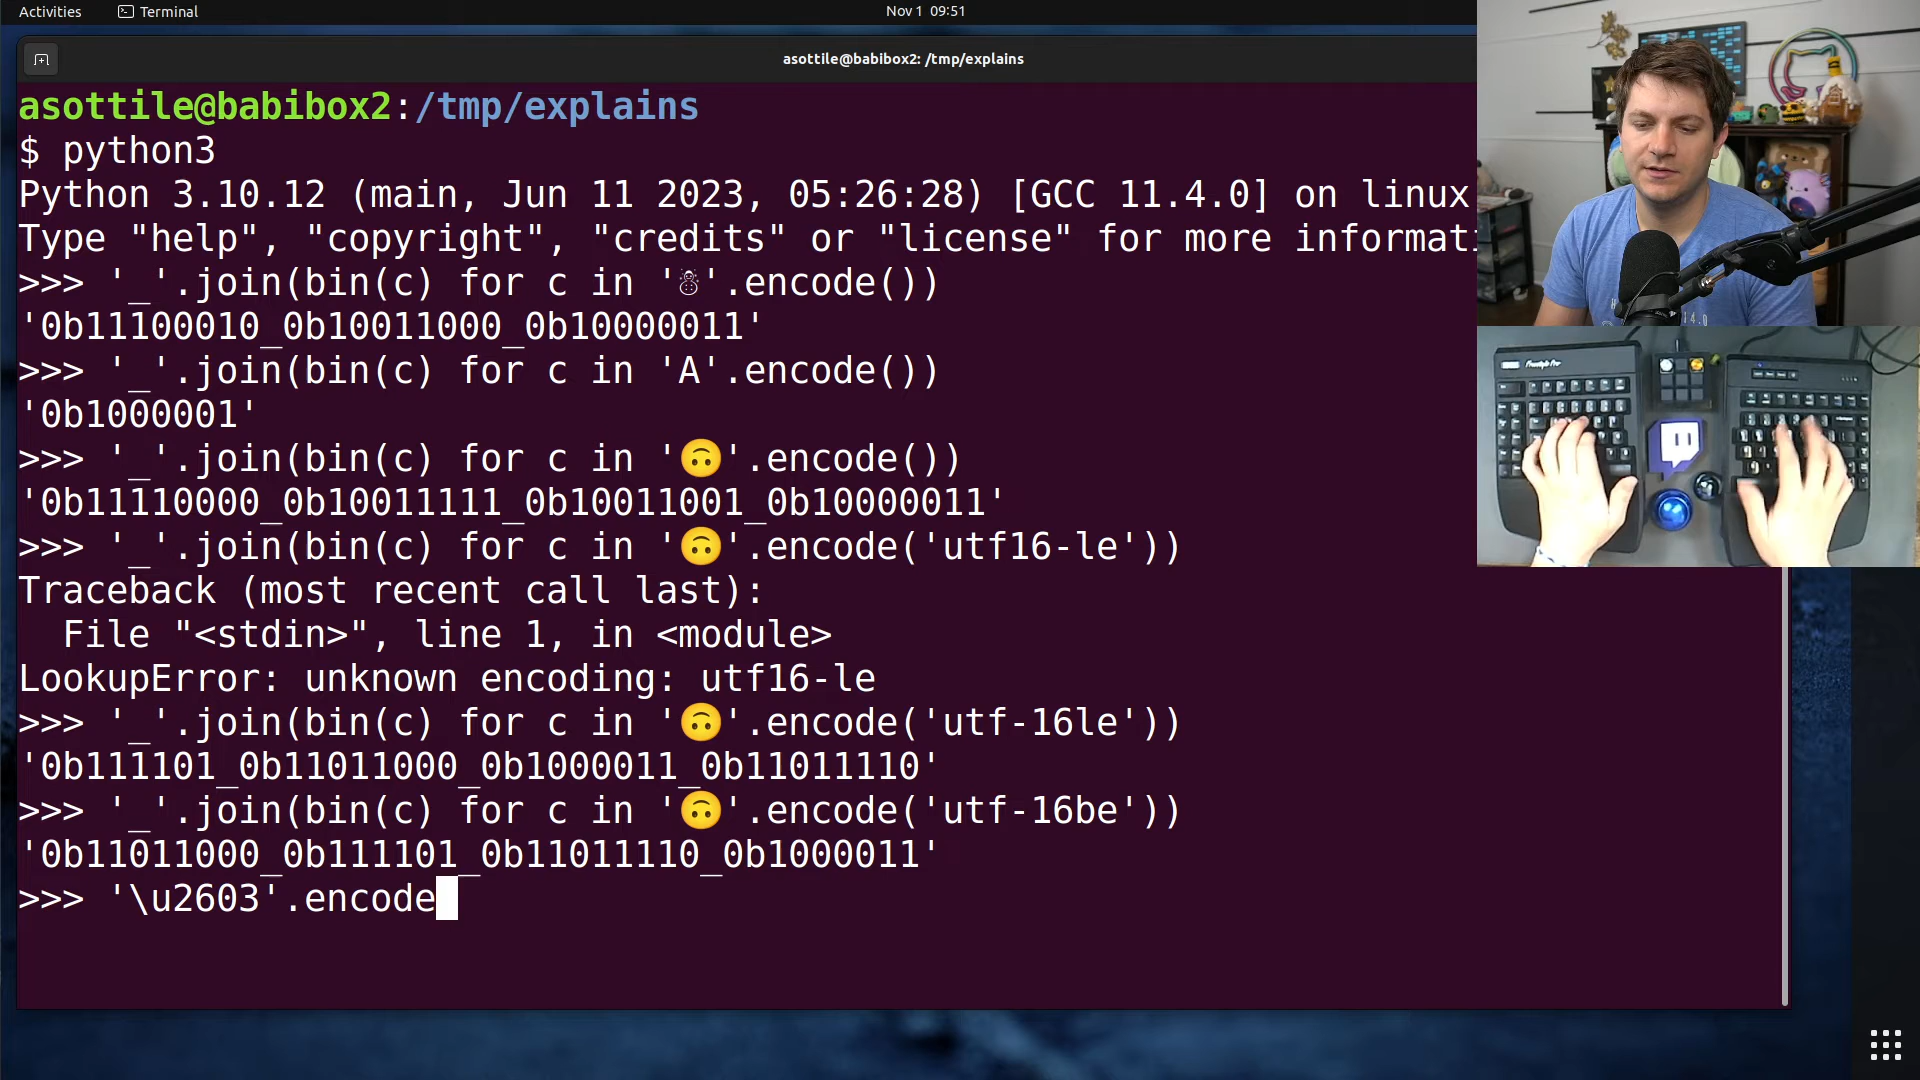 Activities
Terminal
Nov 1 09:51
asottile@babibox2: /tmp/explains
asottile@babibox2:/tmp/explains
$ python3
Python 3.10.12 (main, Jun 11 2023, 05:26:28) [GCC 11.4.0] on linux
Type "help", "copyright", "credits" or "license" for more informati
>>> '_'.join(bin(c) for c in '☃'.encode())
'0b11100010_0b10011000_0b10000011'
>>> '_'.join(bin(c) for c in 'A'.encode())
'0b1000001'
>>> '_'.join(bin(c) for c in '🙃'.encode())
'0b11110000_0b10011111_0b10011001_0b10000011'
>>> '_'.join(bin(c) for c in '🙃'.encode('utf16-le'))
Traceback (most recent call last):
  File "<stdin>", line 1, in <module>
LookupError: unknown encoding: utf16-le
>>> '_'.join(bin(c) for c in '🙃'.encode('utf-16le'))
'0b111101_0b11011000_0b1000011_0b11011110'
>>> '_'.join(bin(c) for c in '🙃'.encode('utf-16be'))
'0b11011000_0b111101_0b11011110_0b1000011'
>>> '\u2603'.encode
Freestyle Pro